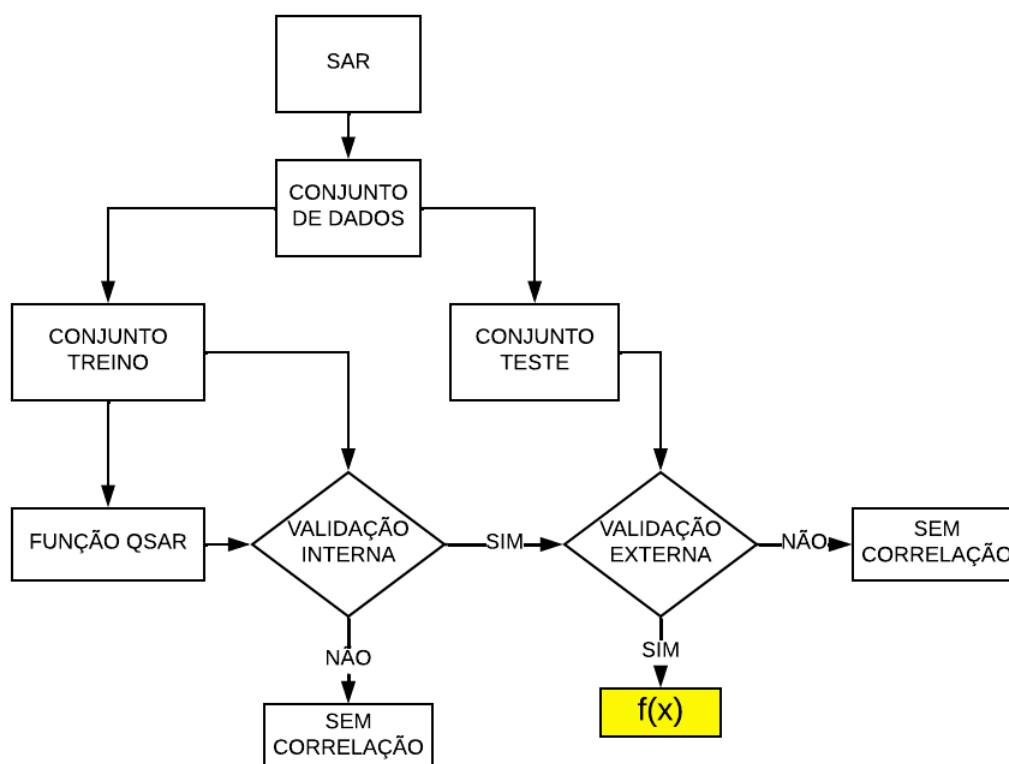 SAR
CONJUNTO
DE DADOS
CONJUNTO
TREINO
CONJUNTO
TESTE
FUNÇÃO QSAR
VALIDAÇÃO
INTERNA
SIM
VALIDAÇÃO
EXTERNA
NÃO
SEM
CORRELAÇÃO
NÃO
SIM
SEM
CORRELAÇÃO
f(x)